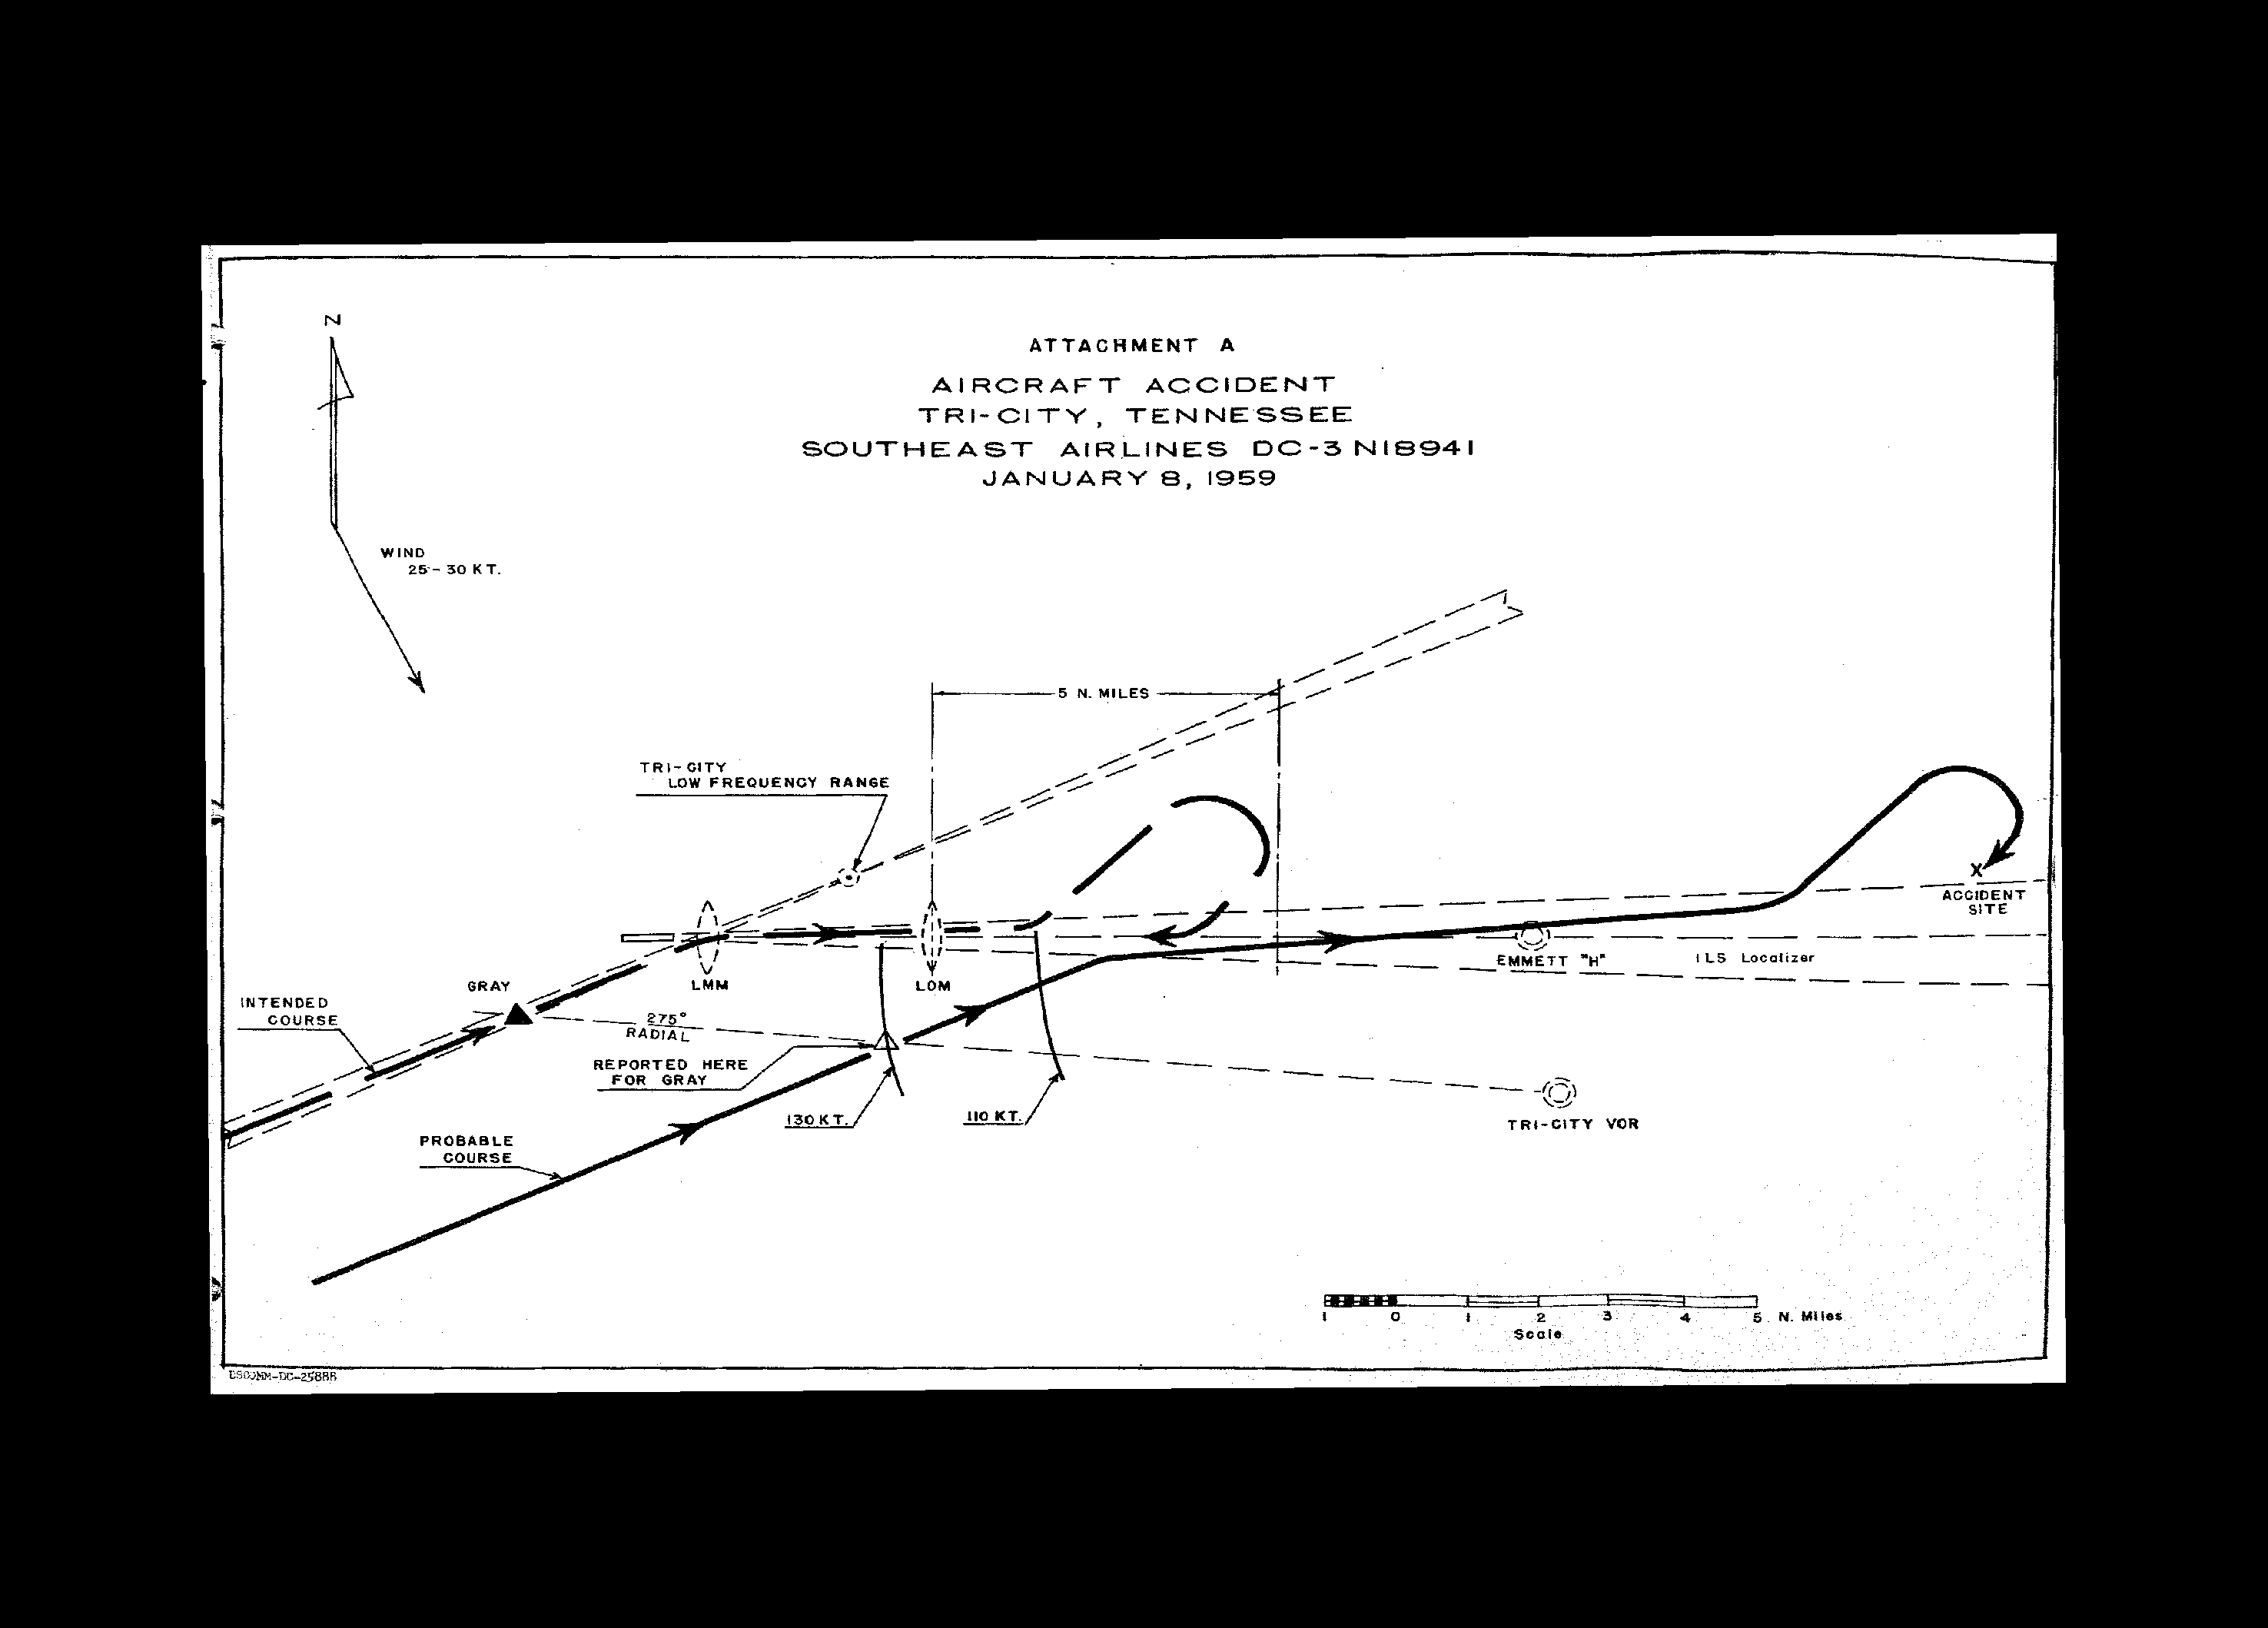 N
ATTACHMENT A
AIRCRAFT ACCIDENT
TRI-CITY, TENNESSEE
SOUTHEAST AIRLINES DC-3 N18941
JANUARY 8, 1959
WIND
25-30 KT.
5 N. MILES
TRI-CITY
LOW FREQUENCY RANGE
ACCIDENT
SITE
X
EMMETT "H"
ILS Localizer
LMM
LOM
GRAY
INTENDED
COURSE
275°
RADIAL
REPORTED HERE
FOR GRAY
130 KT.
110 KT.
TRI-CITY VOR
PROBABLE
COURSE
1 0 1 2 3 4 5 N. Miles
Scale